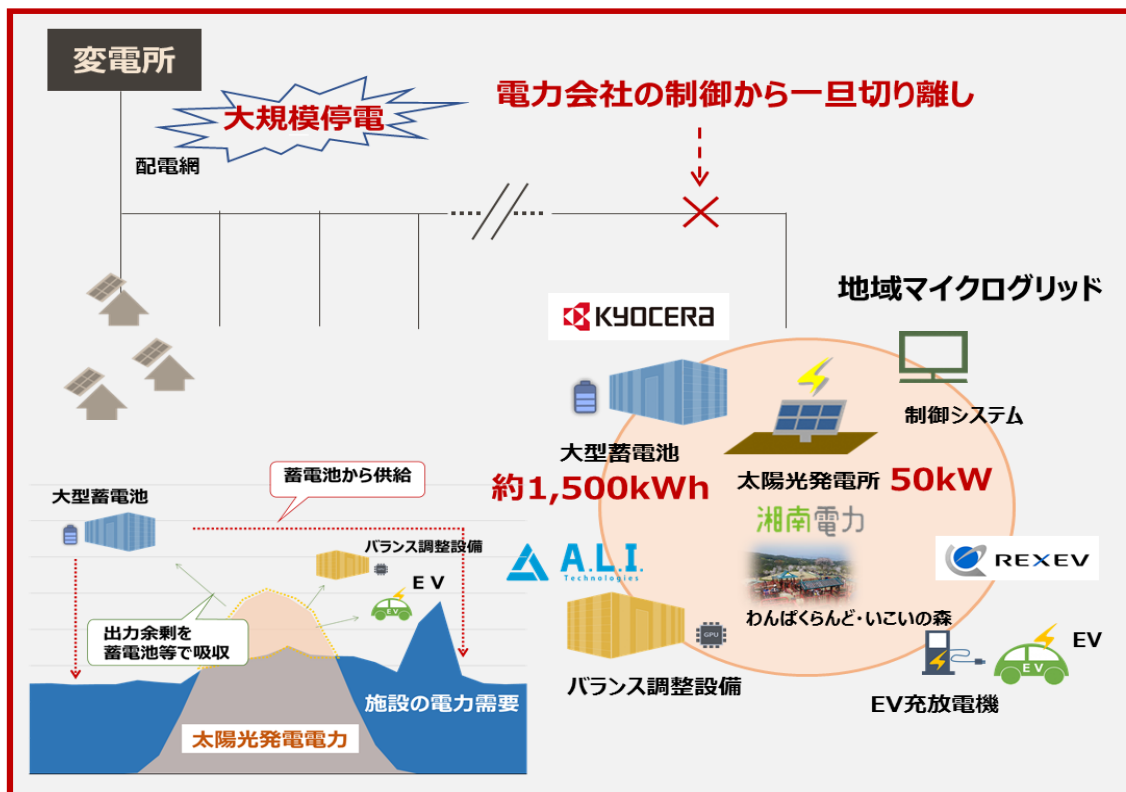 変電所
大規模停電
電力会社の制御から一旦切り離し
配電網
地域マイクログリッド
KYOCERA
制御システム
大型蓄電池
約1,500kWh
太陽光発電所 50kW
湘南電力
A.L.I.
Technologies
REXEV
わんぱくらんど・いこいの森
GPU
バランス調整設備
EV
EV
EV充放電機
蓄電池から供給
大型蓄電池
バランス調整設備
EV
EV
出力余剰を
蓄電池等で吸収
施設の電力需要
太陽光発電電力